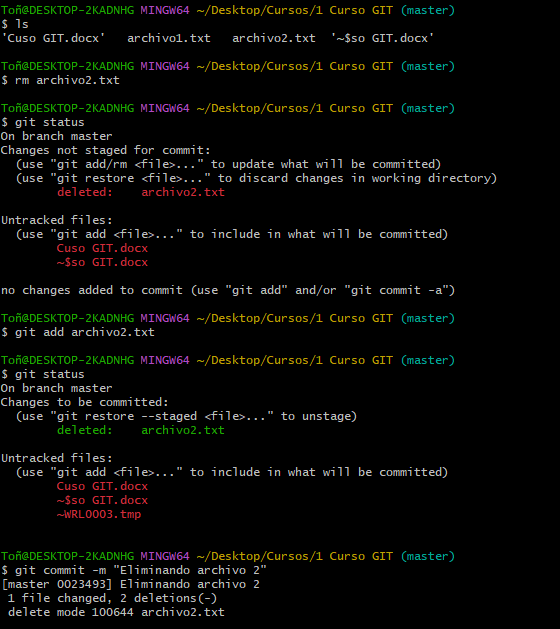 Toñ@DESKTOP-2KADNHG MINGW64 ~/Desktop/Cursos/1 Curso GIT (master)
$ ls
'Cuso GIT.docx'   archivo1.txt   archivo2.txt  '~$so GIT.docx'
Toñ@DESKTOP-2KADNHG MINGW64 ~/Desktop/Cursos/1 Curso GIT (master)
$ rm archivo2.txt
Toñ@DESKTOP-2KADNHG MINGW64 ~/Desktop/Cursos/1 Curso GIT (master)
$ git status
On branch master
Changes not staged for commit:
  (use "git add/rm <file>..." to update what will be committed)
  (use "git restore <file>..." to discard changes in working directory)
        deleted:    archivo2.txt
Untracked files:
  (use "git add <file>..." to include in what will be committed)
        Cuso GIT.docx
        ~$so GIT.docx
no changes added to commit (use "git add" and/or "git commit -a")
Toñ@DESKTOP-2KADNHG MINGW64 ~/Desktop/Cursos/1 Curso GIT (master)
$ git add archivo2.txt
Toñ@DESKTOP-2KADNHG MINGW64 ~/Desktop/Cursos/1 Curso GIT (master)
$ git status
On branch master
Changes to be committed:
  (use "git restore --staged <file>..." to unstage)
        deleted:    archivo2.txt
Untracked files:
  (use "git add <file>..." to include in what will be committed)
        Cuso GIT.docx
        ~$so GIT.docx
        ~WRL0003.tmp
Toñ@DESKTOP-2KADNHG MINGW64 ~/Desktop/Cursos/1 Curso GIT (master)
$ git commit -m "Eliminando archivo 2"
[master 0023493] Eliminando archivo 2
 1 file changed, 2 deletions(-)
 delete mode 100644 archivo2.txt